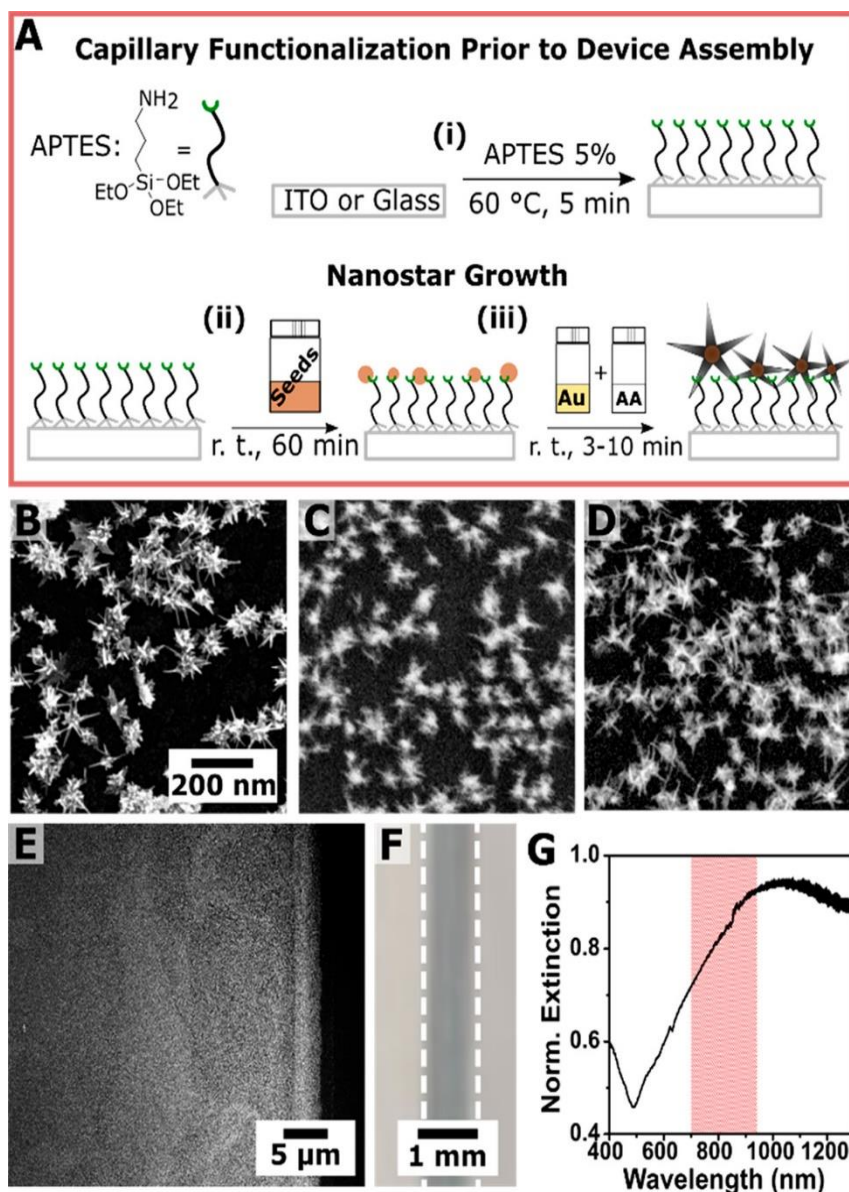 A
Capillary Functionalization Prior to Device Assembly
NH2
APTES:
=
Si
EtO
OEt
OEt
(i)
APTES 5%
60 °C, 5 min
ITO or Glass
Nanostar Growth
(ii)
Seeds
r. t., 60 min
(iii)
Au
+
AA
r. t., 3-10 min
B
200 nm
C
D
E
5 µm
F
1 mm
G
Norm. Extinction
1.0
0.8
0.6
0.4
400 600 800 1000 1200
Wavelength (nm)